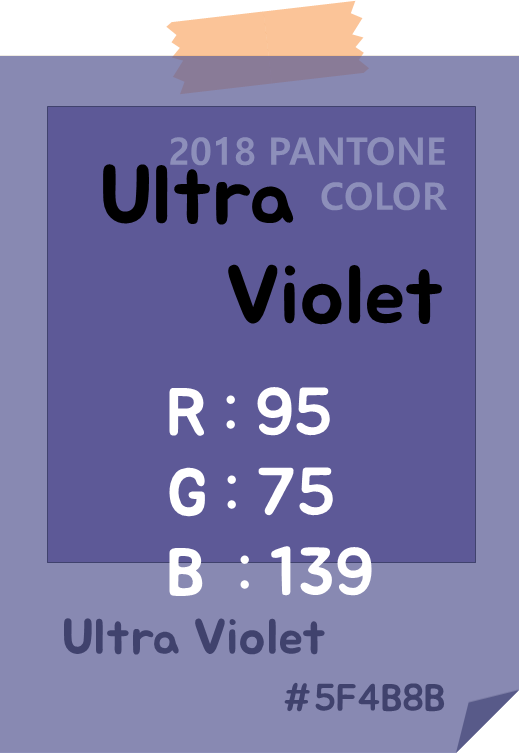 2018 PANTONE
COLOR
Ultra
Violet
R : 95
G : 75
B : 139
Ultra Violet
#5F4B8B